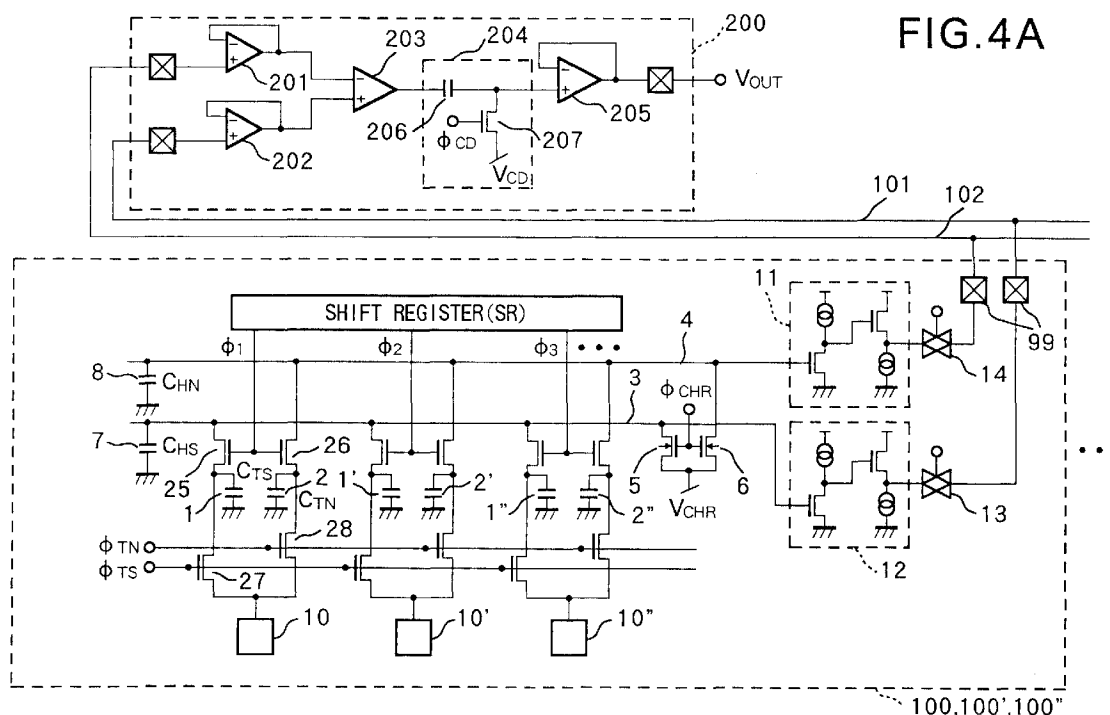 FIG.4A
200
203
204
201
202
206
207
205
ΦCD
VCD
VOUT
101
102
SHIFT REGISTER(SR)
Φ1
Φ2
Φ3
4
11
99
14
8
CHN
3
ΦCHR
7
CHS
25
26
CTS
2
CTN
1
1'
2'
1"
2"
5
6
VCHR
13
12
28
ΦTN
ΦTS
27
10
10'
10"
100,100',100"